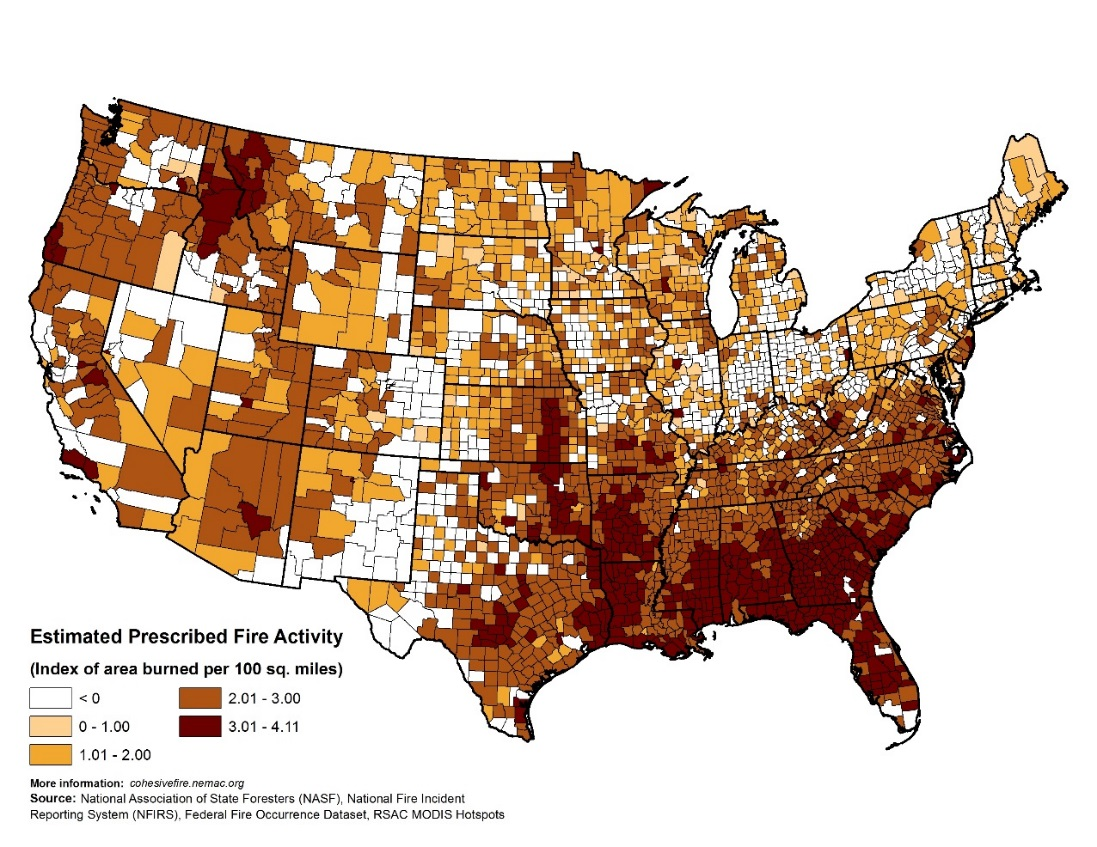 Estimated Prescribed Fire Activity
(Index of area burned per 100 sq. miles)
< 0
2.01 - 3.00
0 - 1.00
3.01 - 4.11
1.01 - 2.00
More information: cohesivefire.nemac.org
Source: National Association of State Foresters (NASF), National Fire Incident
Reporting System (NFIRS), Federal Fire Occurrence Dataset, RSAC MODIS Hotspots